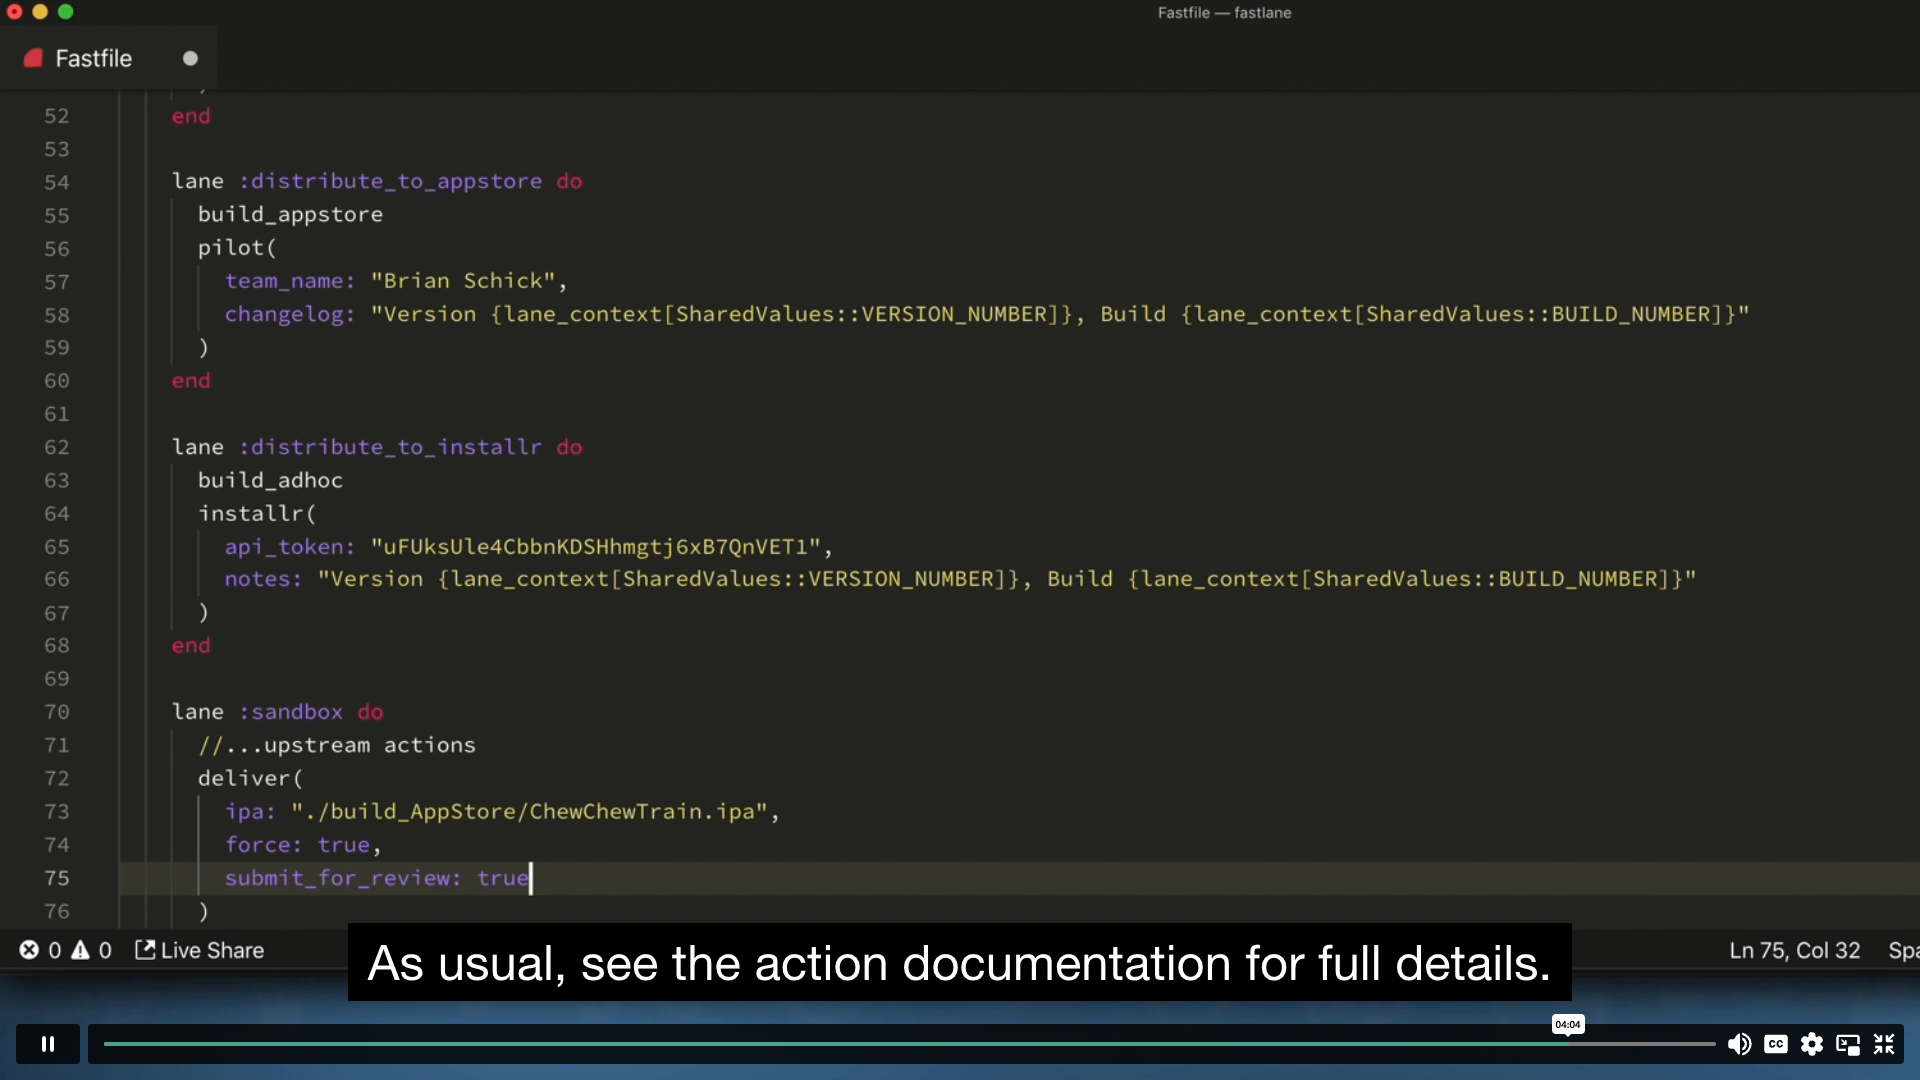 Fastfile — fastlane
Fastfile
52 end
53
54 lane :distribute_to_appstore do
55 build_appstore
56 pilot(
57 team_name: "Brian Schick",
58 changelog: "Version {lane_context[SharedValues::VERSION_NUMBER]}, Build {lane_context[SharedValues::BUILD_NUMBER]}"
59 )
60 end
61
62 lane :distribute_to_installr do
63 build_adhoc
64 installr(
65 api_token: "uFUksUle4CbbnKDSHhmgtj6xB7QnVET1",
66 notes: "Version {lane_context[SharedValues::VERSION_NUMBER]}, Build {lane_context[SharedValues::BUILD_NUMBER]}"
67 )
68 end
69
70 lane :sandbox do
71 //...upstream actions
72 deliver(
73 ipa: "./build_AppStore/ChewChewTrain.ipa",
74 force: true,
75 submit_for_review: true
76 )
0 0 Live Share
Ln 75, Col 32 Spa
As usual, see the action documentation for full details.
04:04
CC